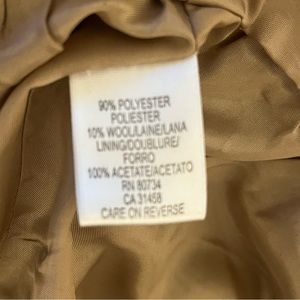 90% POLYESTER
POLIESTER
10% WOOL/LAINE/LANA
LINING/DOUBLURE/
FORRO
100% ACETATE/ACETATO
RN 80734
CA 31458
CARE ON REVERSE